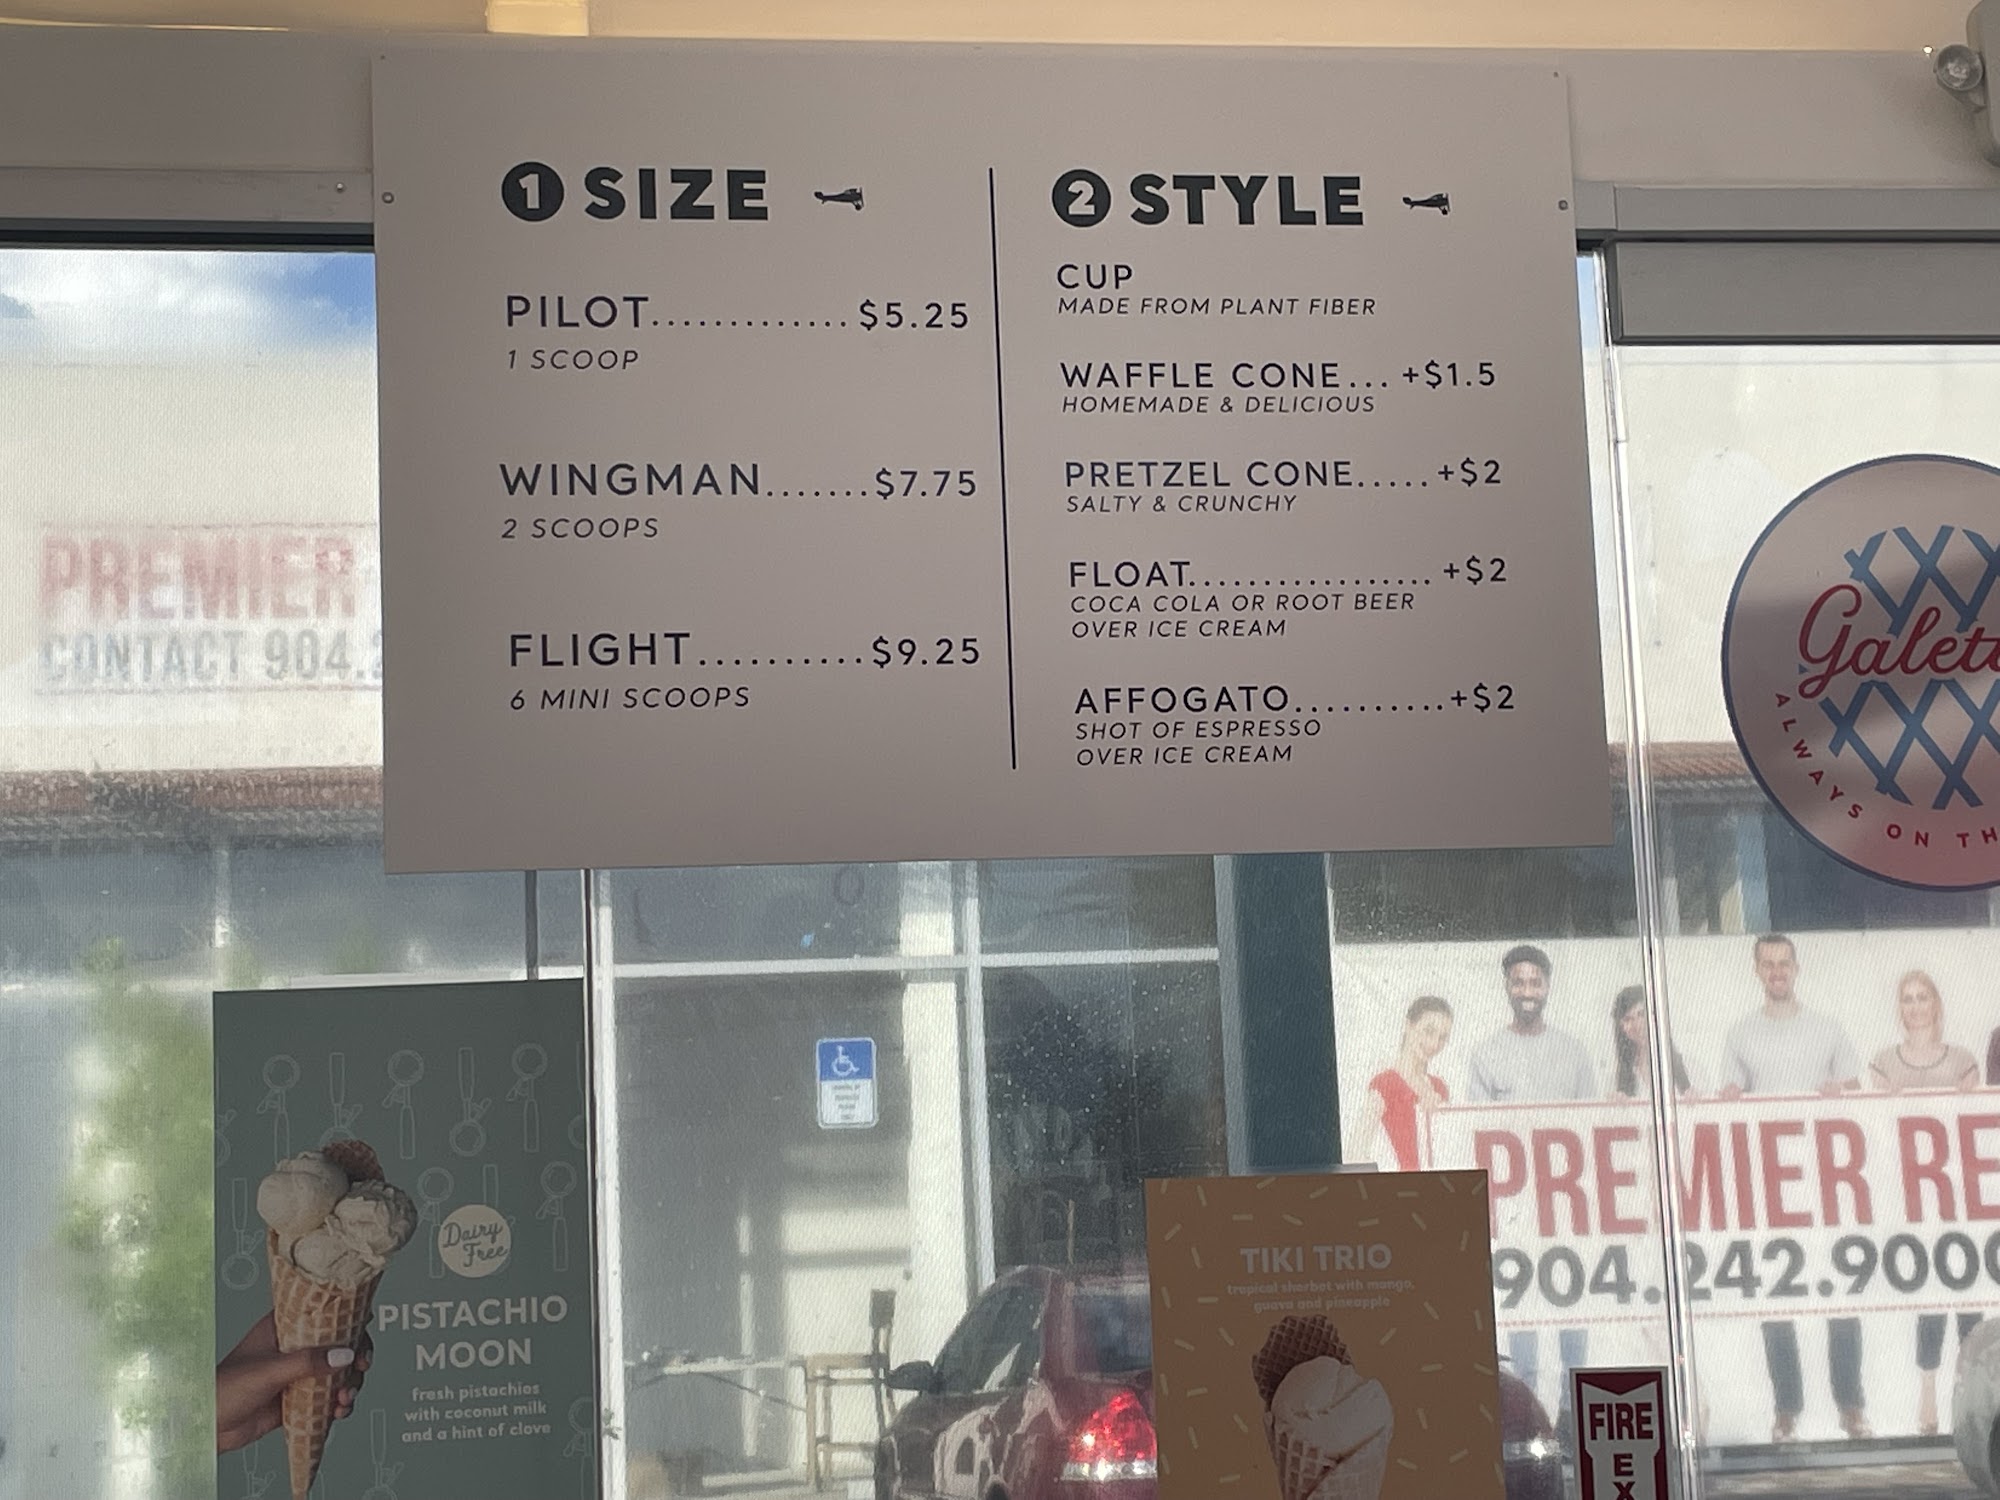 1 SIZE
PILOT.............$5.25
1 SCOOP
WINGMAN.......$7.75
2 SCOOPS
FLIGHT..........$9.25
6 MINI SCOOPS
2 STYLE
CUP
MADE FROM PLANT FIBER
WAFFLE CONE... +$1.5
HOMEMADE & DELICIOUS
PRETZEL CONE.....+$2
SALTY & CRUNCHY
FLOAT................. +$2
COCA COLA OR ROOT BEER
OVER ICE CREAM
AFFOGATO..........+$2
SHOT OF ESPRESSO
OVER ICE CREAM
PREMIER
CONTACT 904.2
Galet
ALWAYS ON TH
Dairy
Free
PISTACHIO
MOON
fresh pistachios
with coconut milk
and a hint of clove
TIKI TRIO
tropical sherbet with mango,
guava and pineapple
PREMIER RE
904.242.9000
FIRE
EX